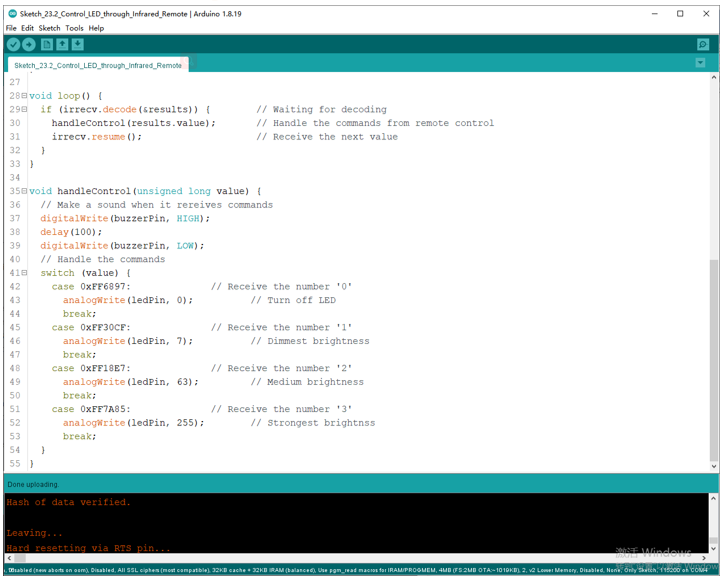 Sketch_23.2_Control_LED_through_Infrared_Remote | Arduino 1.8.19
File Edit Sketch Tools Help
Sketch_23.2_Control_LED_through_Infrared_Remote
27
28 void loop() {
29 if (irrecv.decode(&results)) { // Waiting for decoding
30 handleControl(results.value); // Handle the commands from remote control
31 irrecv.resume(); // Receive the next value
32 }
33 }
34
35 void handleControl(unsigned long value) {
36 // Make a sound when it rereives commands
37 digitalWrite(buzzerPin, HIGH);
38 delay(100);
39 digitalWrite(buzzerPin, LOW);
40 // Handle the commands
41 switch (value) {
42 case 0xFF6897: // Receive the number '0'
43 analogWrite(ledPin, 0); // Turn off LED
44 break;
45 case 0xFF30CF: // Receive the number '1'
46 analogWrite(ledPin, 7); // Dimmest brightness
47 break;
48 case 0xFF18E7: // Receive the number '2'
49 analogWrite(ledPin, 63); // Medium brightness
50 break;
51 case 0xFF7A85: // Receive the number '3'
52 analogWrite(ledPin, 255); // Strongest brightnss
53 break;
54 }
55 }
Done uploading.
Hash of data verified.
Leaving...
Hard resetting via RTS pin...
激活 Windows
Disabled (new aborts on oom), Disabled, All SSL ciphers (most compatible), 32KB cache + 32KB IRAM (balanced), Use pgm_read macros for IRAM/PROGMEM, 4MB (FS:2MB OTA:~1019KB), 2, v2 Lower Memory, Disabled, None, Only Sketch, 115200 on COM4